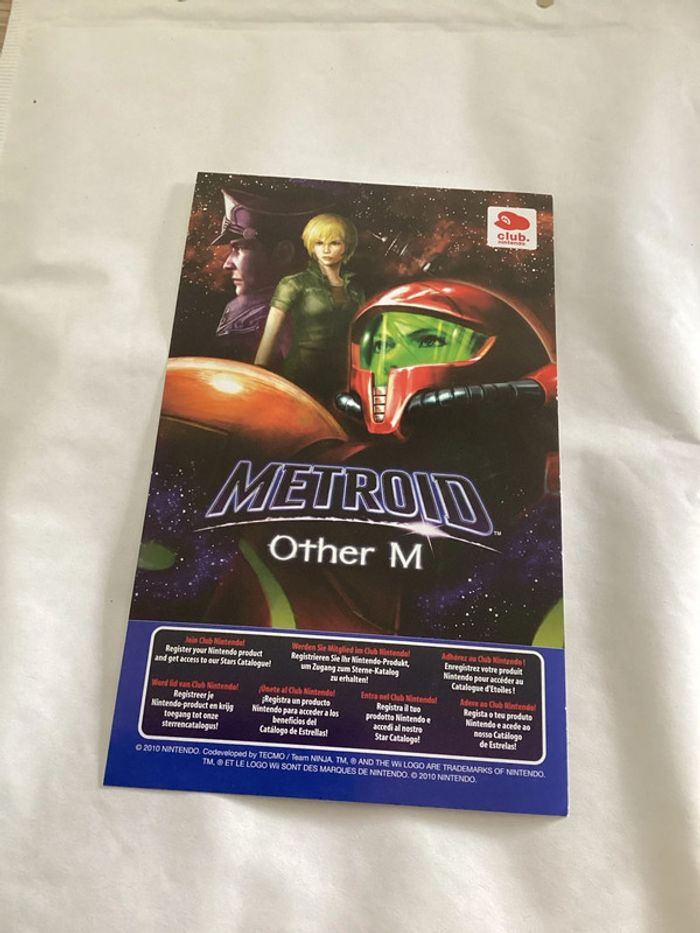 club.
nintendo
METROID
TM
Other M
Join Club Nintendo!
Register your Nintendo product
and get access to our Stars Catalogue!
Werden Sie Mitglied im Club Nintendo!
Registrieren Sie Ihr Nintendo-Produkt,
um Zugang zum Sterne-Katalog
zu erhalten!
Adhérez au Club Nintendo !
Enregistrez votre produit
Nintendo pour accéder au
Catalogue d'Etoiles !
Word lid van Club Nintendo!
Registreer je
Nintendo-product en krijg
toegang tot onze
sterrencatalogus!
¡Únete al Club Nintendo!
¡Registra un producto
Nintendo para acceder a los
beneficios del
Catálogo de Estrellas!
Entra nel Club Nintendo!
Registra il tuo
prodotto Nintendo e
accedi al nostro
Star Catalogo!
Adere ao Club Nintendo!
Regista o teu produto
Nintendo e acede ao
nosso Catálogo
de Estrelas!
© 2010 NINTENDO. Codeveloped by TECMO / Team NINJA. TM, ® AND THE Wii LOGO ARE TRADEMARKS OF NINTENDO.
TM, ® ET LE LOGO Wii SONT DES MARQUES DE NINTENDO. © 2010 NINTENDO.